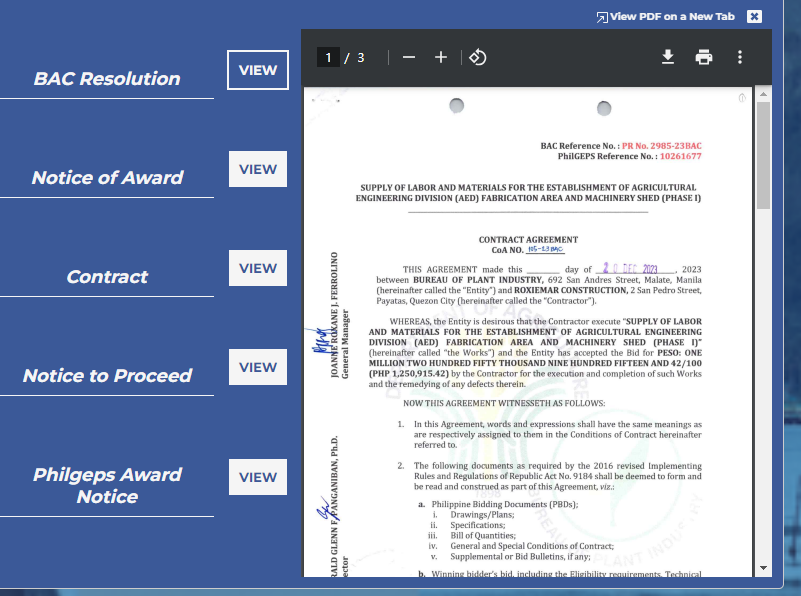 View PDF on a New Tab
BAC Resolution
VIEW
Notice of Award
VIEW
Contract
VIEW
Notice to Proceed
VIEW
Philgeps Award
Notice
VIEW
1 / 3
BAC Reference No. : PR No. 2985-23BAC
PhilGEPS Reference No. : 10261677
SUPPLY OF LABOR AND MATERIALS FOR THE ESTABLISHMENT OF AGRICULTURAL
ENGINEERING DIVISION (AED) FABRICATION AREA AND MACHINERY SHED (PHASE I)
CONTRACT AGREEMENT
CoA NO. 105-23BAC
THIS AGREEMENT made this ______ day of 20 DEC 2023, 2023
between BUREAU OF PLANT INDUSTRY, 692 San Andres Street, Malate, Manila
(hereinafter called the "Entity") and ROXIEMAR CONSTRUCTION, 2 San Pedro Street,
Payatas, Quezon City (hereinafter called the "Contractor").
WHEREAS, the Entity is desirous that the Contractor execute "SUPPLY OF LABOR
AND MATERIALS FOR THE ESTABLISHMENT OF AGRICULTURAL ENGINEERING
DIVISION (AED) FABRICATION AREA AND MACHINERY SHED (PHASE I)"
(hereinafter called "the Works") and the Entity has accepted the Bid for PESO: ONE
MILLION TWO HUNDRED FIFTY THOUSAND NINE HUNDRED FIFTEEN AND 42/100
(PHP 1,250,915.42) by the Contractor for the execution and completion of such Works
and the remedying of any defects therein.
NOW THIS AGREEMENT WITNESSETH AS FOLLOWS:
1. In this Agreement, words and expressions shall have the same meanings as
are respectively assigned to them in the Conditions of Contract hereinafter
referred to.
2. The following documents as required by the 2016 revised Implementing
Rules and Regulations of Republic Act No. 9184 shall be deemed to form and
be read and construed as part of this Agreement, viz.:
a. Philippine Bidding Documents (PBDs);
i. Drawings/Plans;
ii. Specifications;
iii. Bill of Quantities;
iv. General and Special Conditions of Contract;
v. Supplemental or Bid Bulletins, if any;
b. Winning bidder's bid, including the Eligibility requirements, Technical
JOANNE ROXANE J. FERROLINO
General Manager
RALD GLENN F. PANGANIBAN, Ph.D.
ector